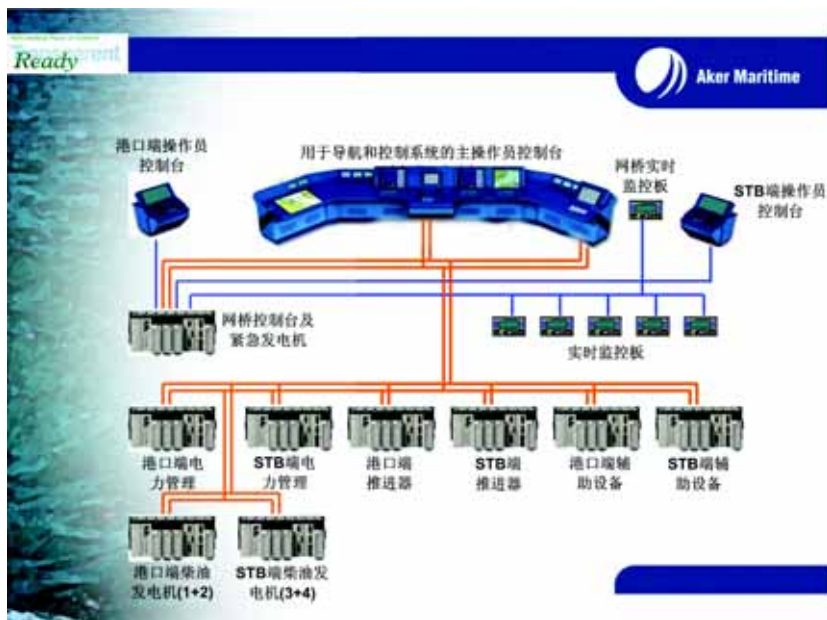 Transparent
Ready
Aker Maritime
港口端操作员
控制台
用于导航和控制系统的主操作员控制台
网桥实时
监控板
STB端操作员
控制台
网桥控制台及
紧急发电机
实时监控板
港口端电
力管理
STB端电
力管理
港口端
推进器
STB端
推进器
港口端辅
助设备
STB端辅
助设备
港口端柴油
发电机(1+2)
STB端柴油发
电机(3+4)